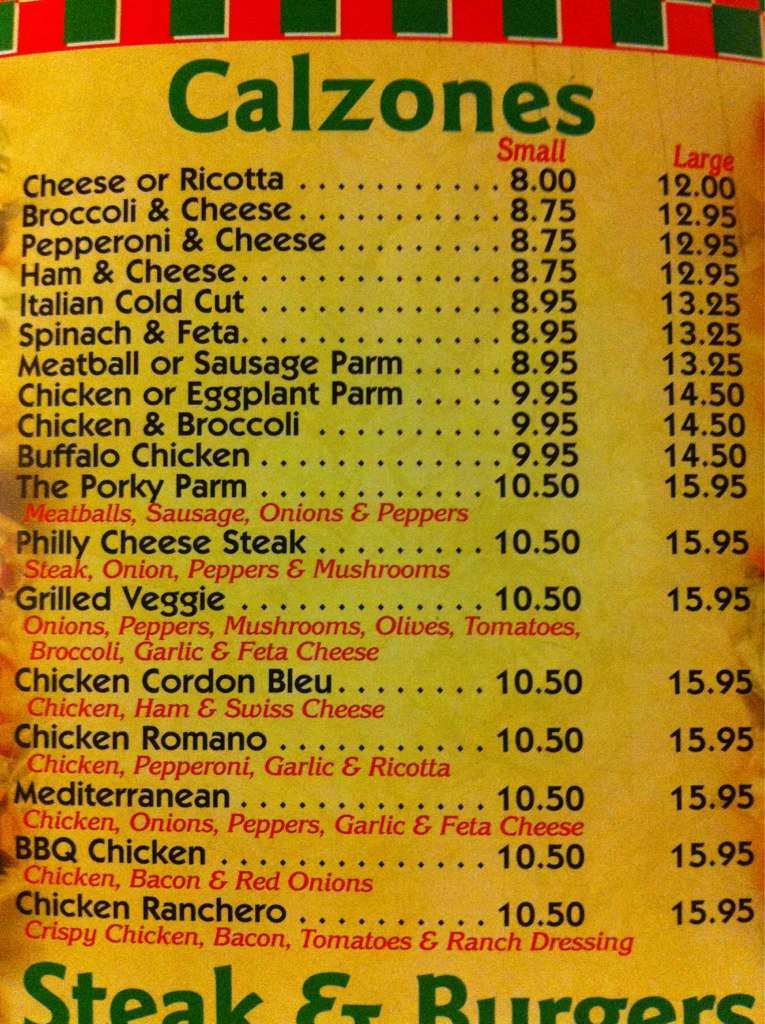 Calzones
Small Large
Cheese or Ricotta . . . . . . . . . . . 8.00 12.00
Broccoli & Cheese . . . . . . . . . . . 8.75 12.95
Pepperoni & Cheese . . . . . . . . . 8.75 12.95
Ham & Cheese . . . . . . . . . . . . . . 8.75 12.95
Italian Cold Cut . . . . . . . . . . . . . 8.95 13.25
Spinach & Feta. . . . . . . . . . . . . . 8.95 13.25
Meatball or Sausage Parm . . . . . 8.95 13.25
Chicken or Eggplant Parm . . . . . 9.95 14.50
Chicken & Broccoli . . . . . . . . . . 9.95 14.50
Buffalo Chicken . . . . . . . . . . . . . 9.95 14.50
The Porky Parm . . . . . . . . . . . . 10.50 15.95
Meatballs, Sausage, Onions & Peppers
Philly Cheese Steak . . . . . . . . . 10.50 15.95
Steak, Onion, Peppers & Mushrooms
Grilled Veggie . . . . . . . . . . . . . 10.50 15.95
Onions, Peppers, Mushrooms, Olives, Tomatoes,
Broccoli, Garlic & Feta Cheese
Chicken Cordon Bleu . . . . . . . . 10.50 15.95
Chicken, Ham & Swiss Cheese
Chicken Romano . . . . . . . . . . . 10.50 15.95
Chicken, Pepperoni, Garlic & Ricotta
Mediterranean . . . . . . . . . . . . . 10.50 15.95
Chicken, Onions, Peppers, Garlic & Feta Cheese
BBQ Chicken . . . . . . . . . . . . . . 10.50 15.95
Chicken, Bacon & Red Onions
Chicken Ranchero . . . . . . . . . . 10.50 15.95
Crispy Chicken, Bacon, Tomatoes & Ranch Dressing
Steak & Burgers